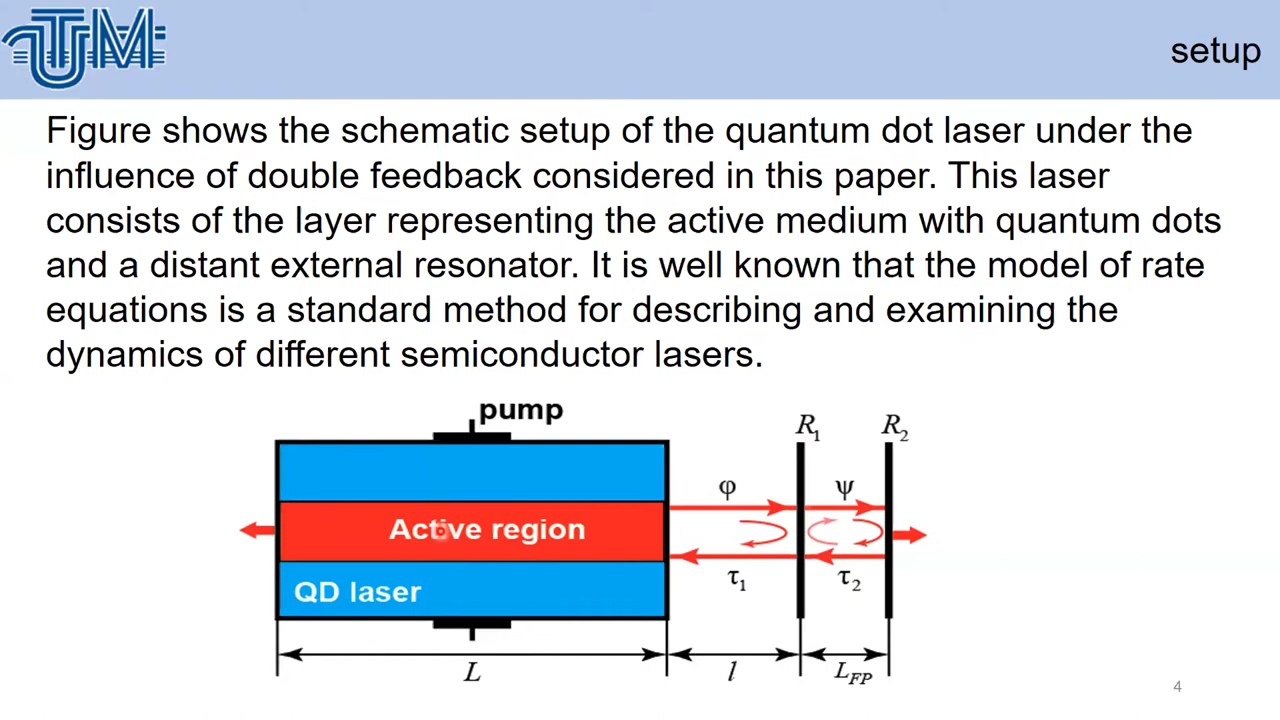 UTM
setup
Figure shows the schematic setup of the quantum dot laser under the
influence of double feedback considered in this paper. This laser
consists of the layer representing the active medium with quantum dots
and a distant external resonator. It is well known that the model of rate
equations is a standard method for describing and examining the
dynamics of different semiconductor lasers.
pump
R₁ R₂
φ ψ
Active region
τ₁ τ₂
QD laser
L l L_FP
4